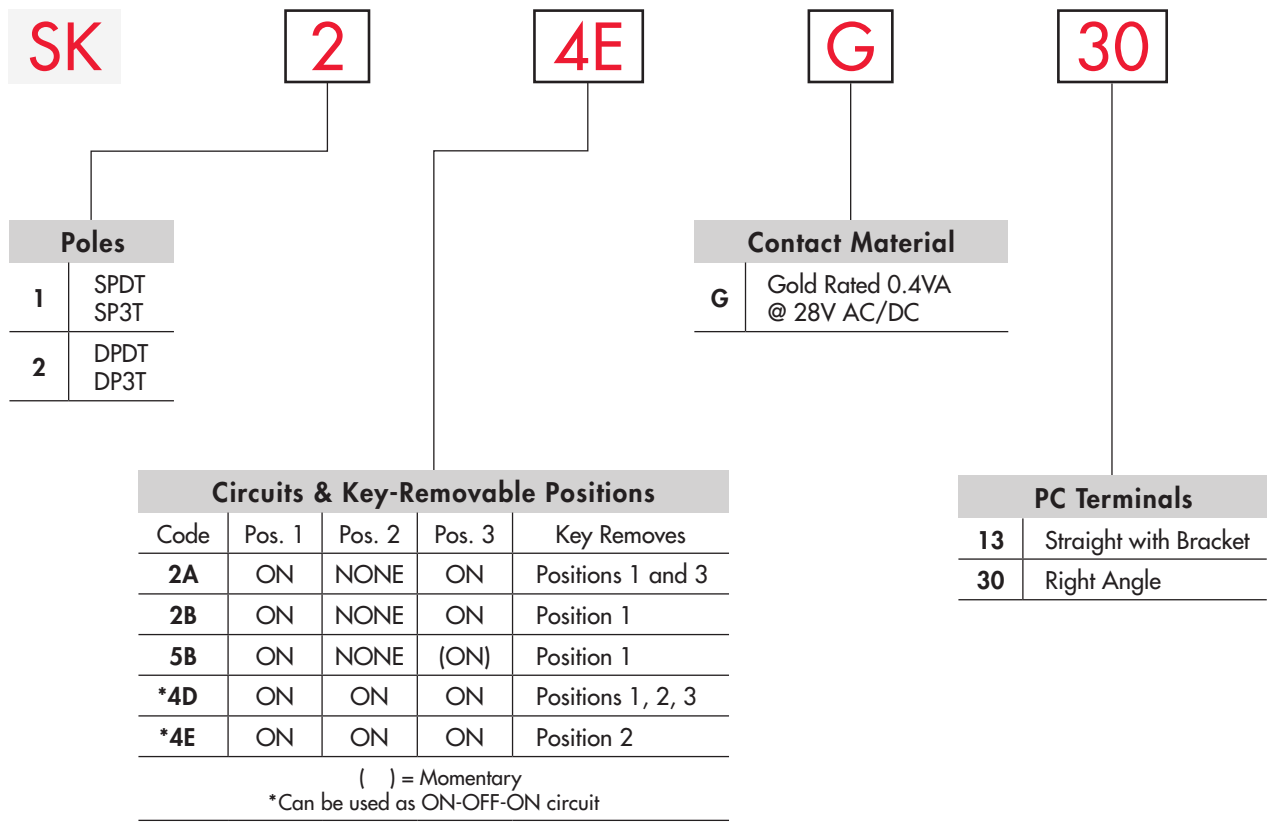 SK 2 4E G 30
Poles
1 SPDT
SP3T
2 DPDT
DP3T
Contact Material
G Gold Rated 0.4VA
@ 28V AC/DC
Circuits & Key-Removable Positions
Code Pos. 1 Pos. 2 Pos. 3 Key Removes
2A ON NONE ON Positions 1 and 3
2B ON NONE ON Position 1
5B ON NONE (ON) Position 1
*4D ON ON ON Positions 1, 2, 3
*4E ON ON ON Position 2
( ) = Momentary
*Can be used as ON-OFF-ON circuit
PC Terminals
13 Straight with Bracket
30 Right Angle